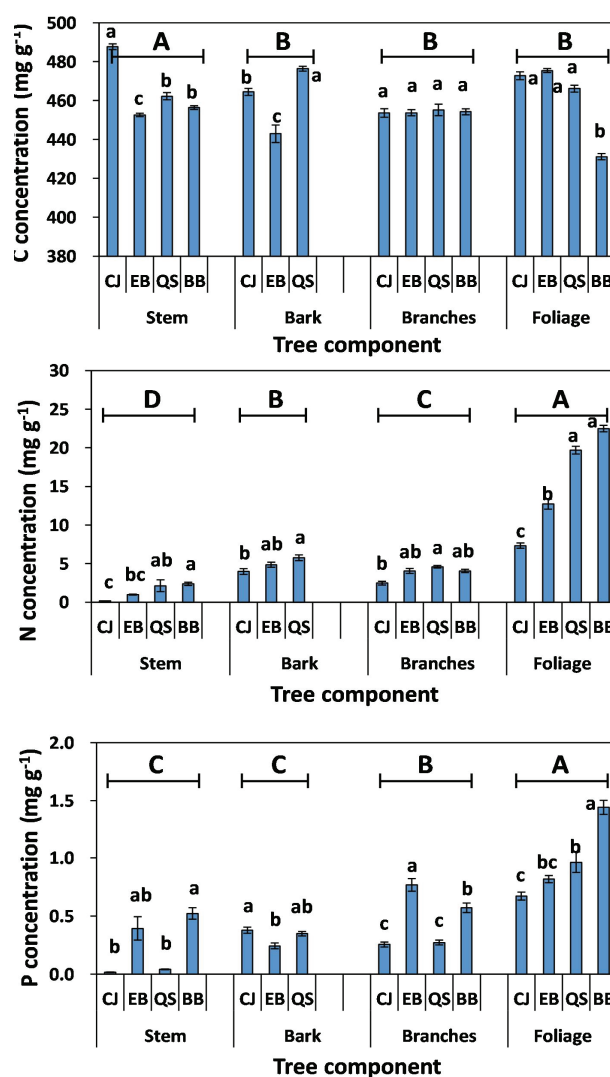 C concentration (mg g⁻¹)
500
480
460
440
420
400
380
A B B B
a c b b b c a a a a a a a a b
CJ EB QS BB CJ EB QS CJ EB QS BB CJ EB QS BB
Stem Bark Branches Foliage
Tree component
N concentration (mg g⁻¹)
30
25
20
15
10
5
0
D B C A
c bc ab a b ab a b ab a ab c b a a
CJ EB QS BB CJ EB QS CJ EB QS BB CJ EB QS BB
Stem Bark Branches Foliage
Tree component
P concentration (mg g⁻¹)
2.0
1.5
1.0
0.5
0.0
C C B A
b ab b a a b ab c a c b c bc b a
CJ EB QS BB CJ EB QS CJ EB QS BB CJ EB QS BB
Stem Bark Branches Foliage
Tree component